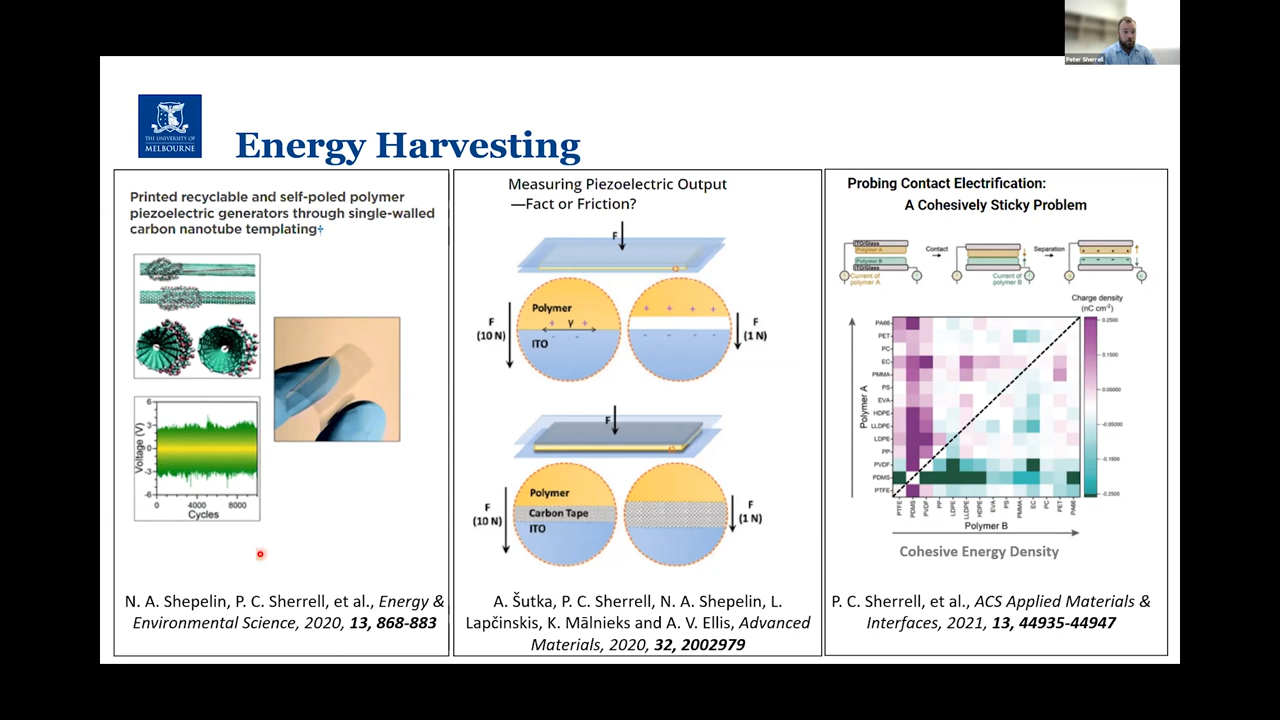 Peter Sherrell
THE UNIVERSITY OF
MELBOURNE
Energy Harvesting
Printed recyclable and self-poled polymer
piezoelectric generators through single-walled
carbon nanotube templating†
Voltage (V)
6
3
0
-3
-6
0
4000
8000
Cycles
N. A. Shepelin, P. C. Sherrell, et al., Energy &
Environmental Science, 2020, 13, 868-883
Measuring Piezoelectric Output
—Fact or Friction?
F
Polymer
+ γ +
- -
ITO
F
(10 N)
+ + + +
- - - -
F
(1 N)
F
Polymer
Carbon Tape
ITO
F
(10 N)
F
(1 N)
A. Šutka, P. C. Sherrell, N. A. Shepelin, L.
Lapčinskis, K. Mālnieks and A. V. Ellis, Advanced
Materials, 2020, 32, 2002979
Probing Contact Electrification:
A Cohesively Sticky Problem
ITO/Glass
Polymer A
Polymer B
ITO/Glass
Contact
Separation
Current of
polymer A
Current of
polymer B
Charge density
(nC cm⁻²)
0.2500
0.1500
0.05000
-0.05000
-0.1500
-0.2500
Polymer A
PA66
PET
PC
EC
PMMA
PS
EVA
HDPE
LLDPE
LDPE
PP
PVDF
PDMS
PTFE
PTFE PDMS PVDF PP LDPE LLDPE HDPE EVA PS PMMA EC PC PET PA66
Polymer B
Cohesive Energy Density
P. C. Sherrell, et al., ACS Applied Materials &
Interfaces, 2021, 13, 44935-44947